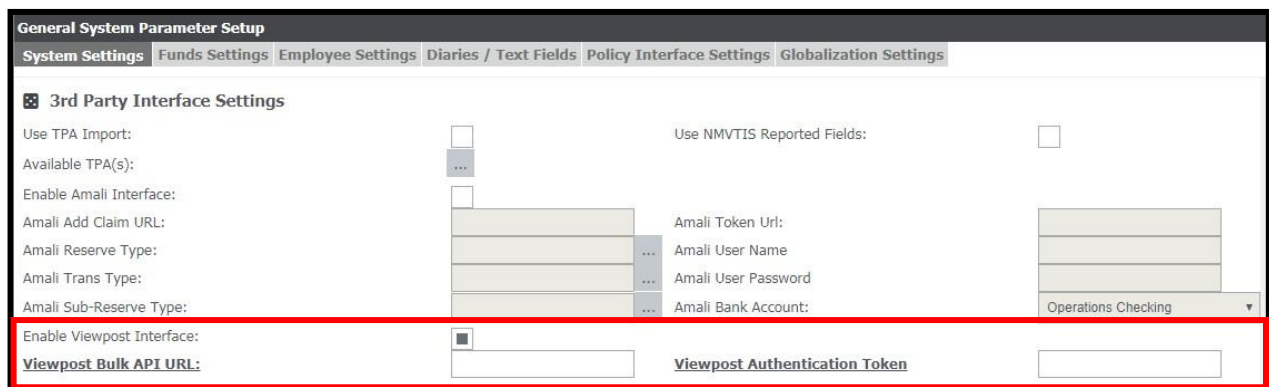 General System Parameter Setup
System Settings Funds Settings Employee Settings Diaries / Text Fields Policy Interface Settings Globalization Settings
3rd Party Interface Settings
Use TPA Import: Use NMVTIS Reported Fields:
Available TPA(s): ...
Enable Amali Interface:
Amali Add Claim URL: Amali Token Url:
Amali Reserve Type: ... Amali User Name
Amali Trans Type: ... Amali User Password
Amali Sub-Reserve Type: ... Amali Bank Account: Operations Checking
Enable Viewpost Interface:
Viewpost Bulk API URL: Viewpost Authentication Token